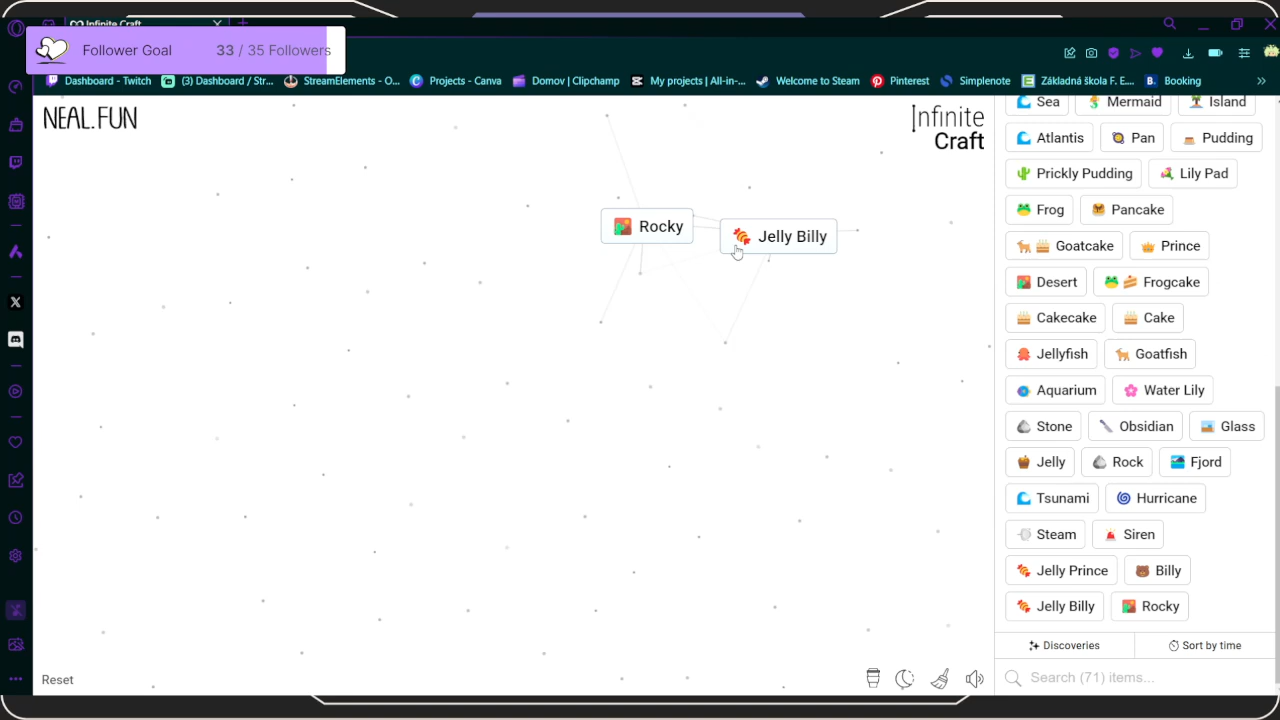 Infinite Craft
Follower Goal 33 / 35 Followers
Dashboard - Twitch
(3) Dashboard / Str...
StreamElements - O...
Projects - Canva
Domov | Clipchamp
My projects | All-in-...
Welcome to Steam
Pinterest
Simplenote
Základná škola F. E...
Booking
NEAL.FUN
Infinite
Craft
Rocky
Jelly Billy
Sea Mermaid Island
Atlantis Pan Pudding
Prickly Pudding Lily Pad
Frog Pancake
Goatcake Prince
Desert Frogcake
Cakecake Cake
Jellyfish Goatfish
Aquarium Water Lily
Stone Obsidian Glass
Jelly Rock Fjord
Tsunami Hurricane
Steam Siren
Jelly Prince Billy
Jelly Billy Rocky
Discoveries Sort by time
Search (71) items...
Reset